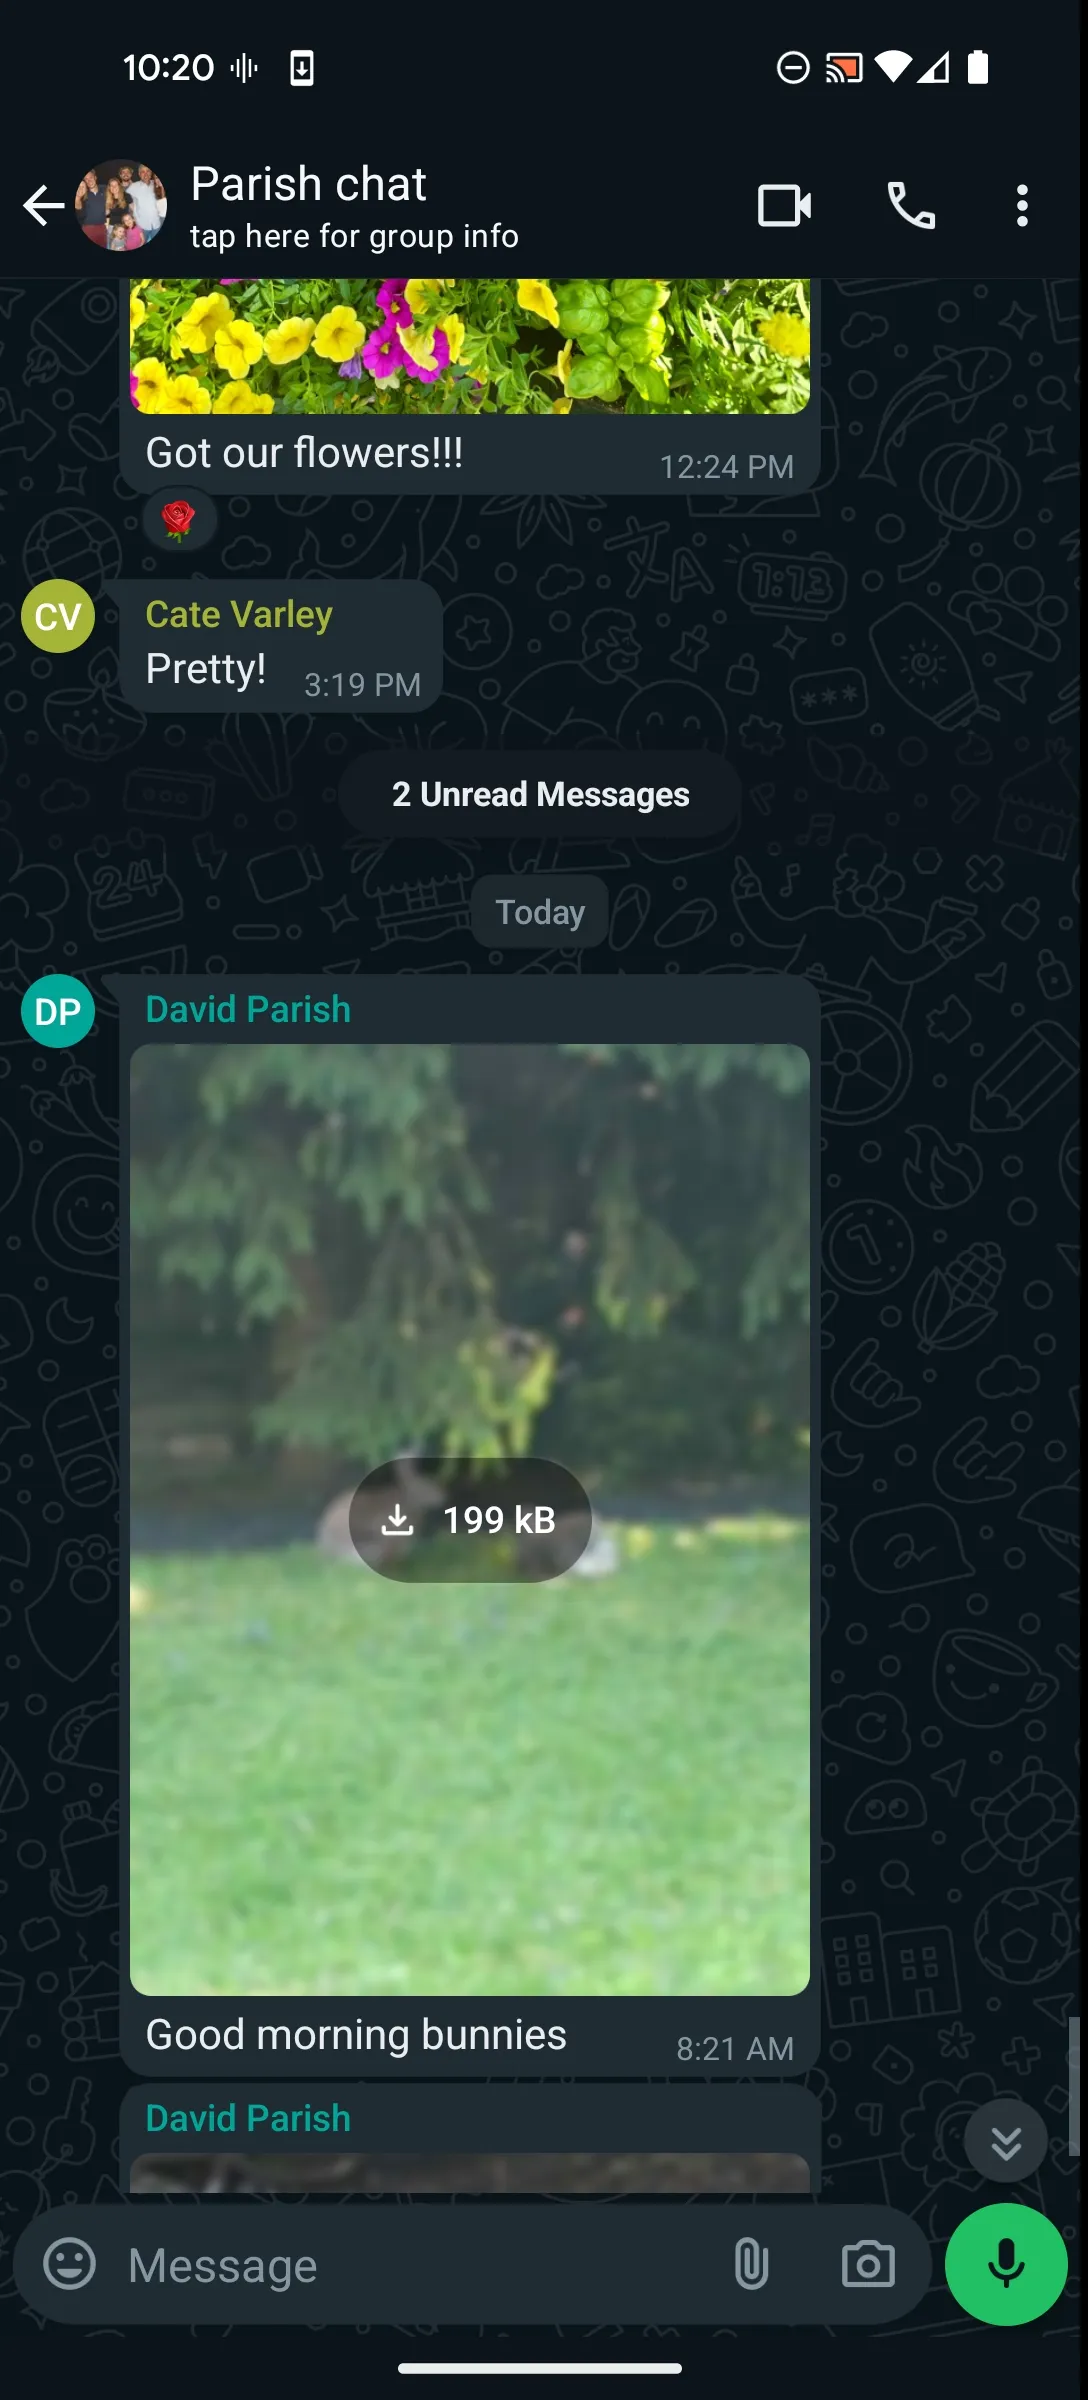 10:20
Parish chat
tap here for group info
Got our flowers!!!
12:24 PM
CV
Cate Varley
Pretty!
3:19 PM
2 Unread Messages
Today
DP
David Parish
199 kB
Good morning bunnies
8:21 AM
David Parish
Message